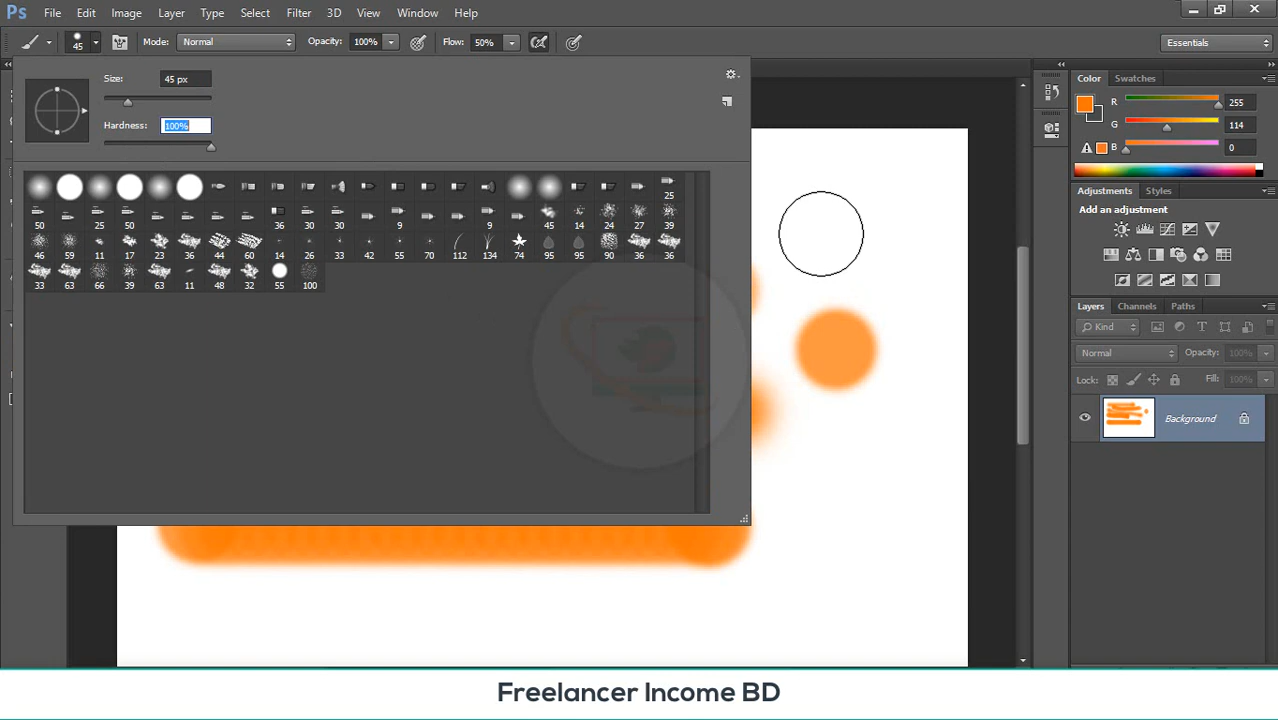 Ps File Edit Image Layer Type Select Filter 3D View Window Help
45 Mode: Normal Opacity: 100% Flow: 50% Essentials
Size: 45 px
Hardness: 100%
25
50 25 50 36 30 30 9 9 45 14 24 27 39
46 59 11 17 23 36 44 60 14 26 33 42 55 70 112 134 74 95 95 90 36 36
33 63 66 39 63 11 48 32 55 100
Color Swatches
R 255
G 114
B 0
Adjustments Styles
Add an adjustment
Layers Channels Paths
Kind
Normal Opacity: 100%
Lock: Fill: 100%
Background
Freelancer Income BD